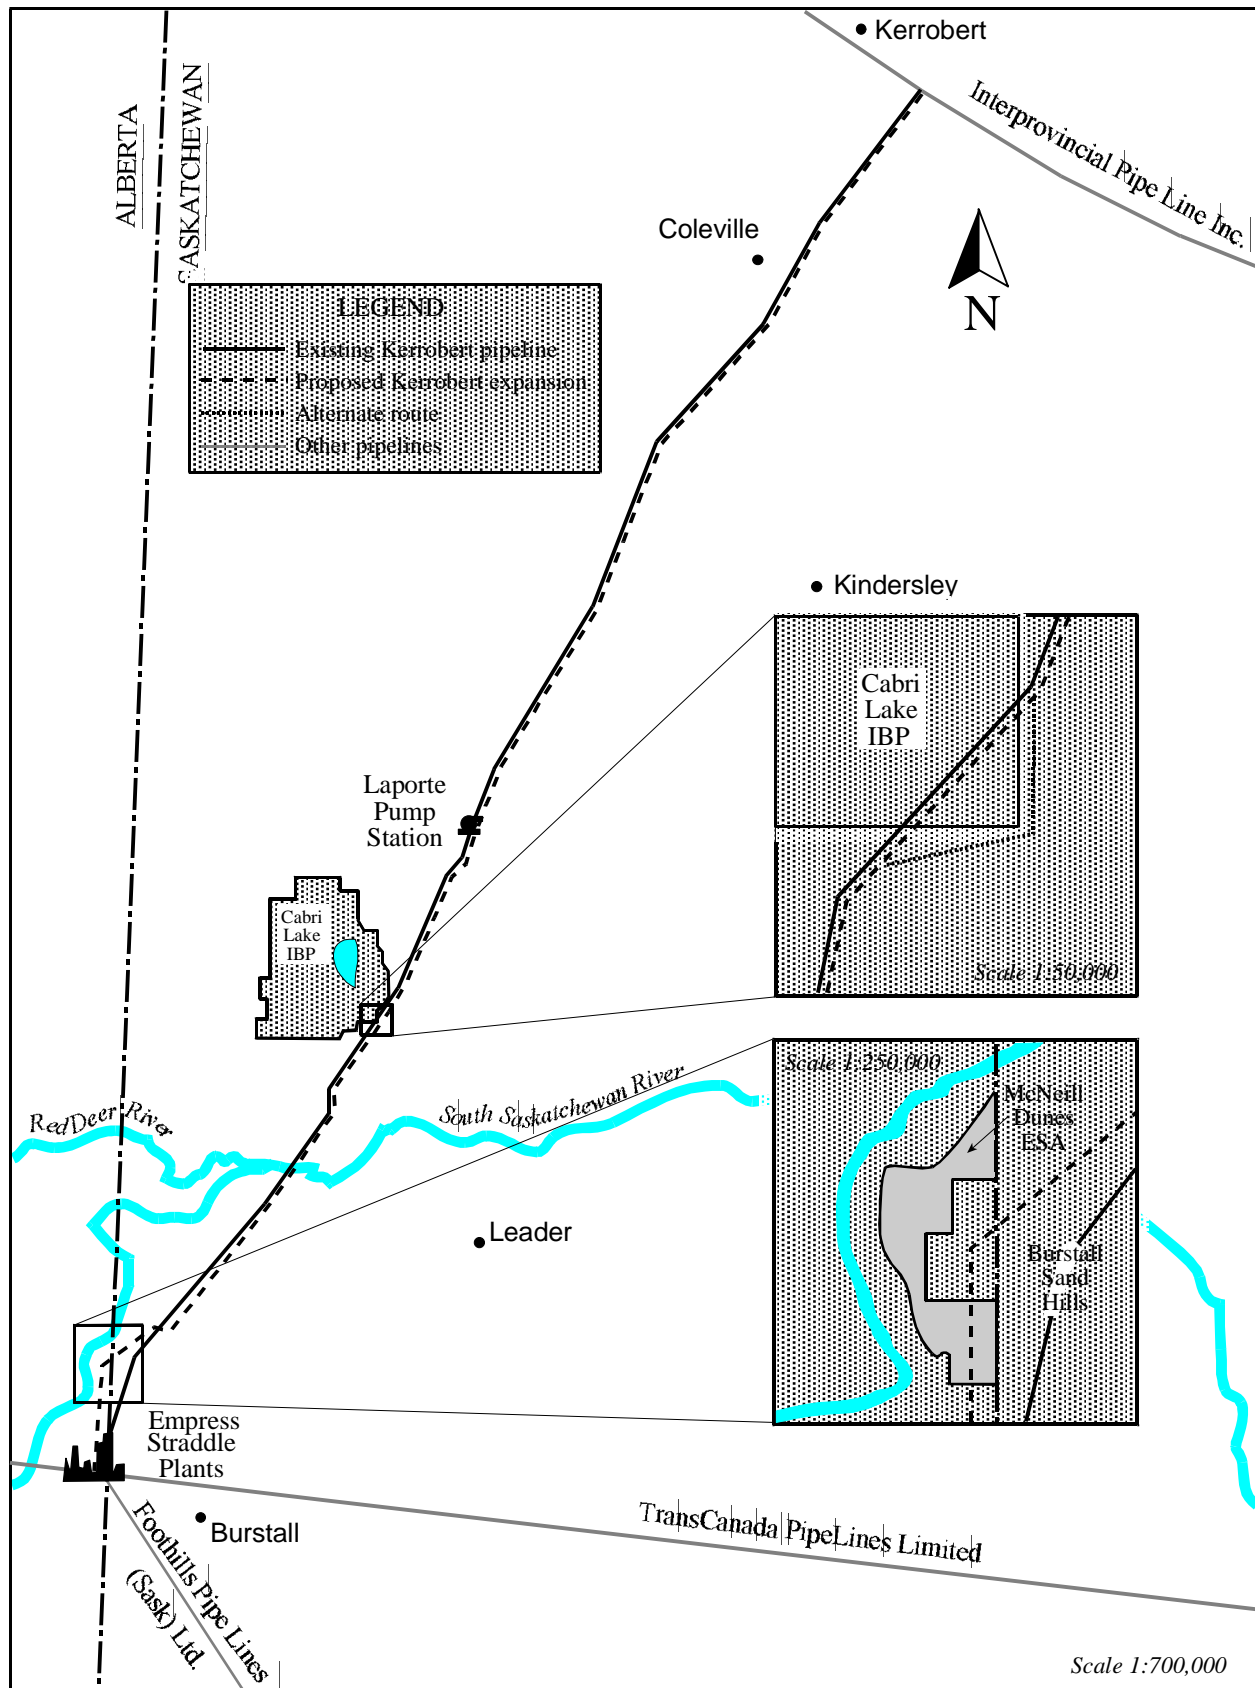 Kerrobert
Interprovincial Pipe Line Inc.
ALBERTA
SASKATCHEWAN
Coleville
N
LEGEND
Existing Kerrobert pipeline
Proposed Kerrobert expansion
Alternate route
Other pipelines
Kindersley
Cabri
Lake
IBP
Scale 1:50,000
Laporte
Pump
Station
Cabri
Lake
IBP
Red Deer River
South Saskatchewan River
Scale 1:250,000
McNeill
Dunes
ESA
Burstall
Sand
Hills
Leader
Empress
Straddle
Plants
Burstall
Foothills Pipe Lines
(Sask) Ltd.
TransCanada PipeLines Limited
Scale 1:700,000